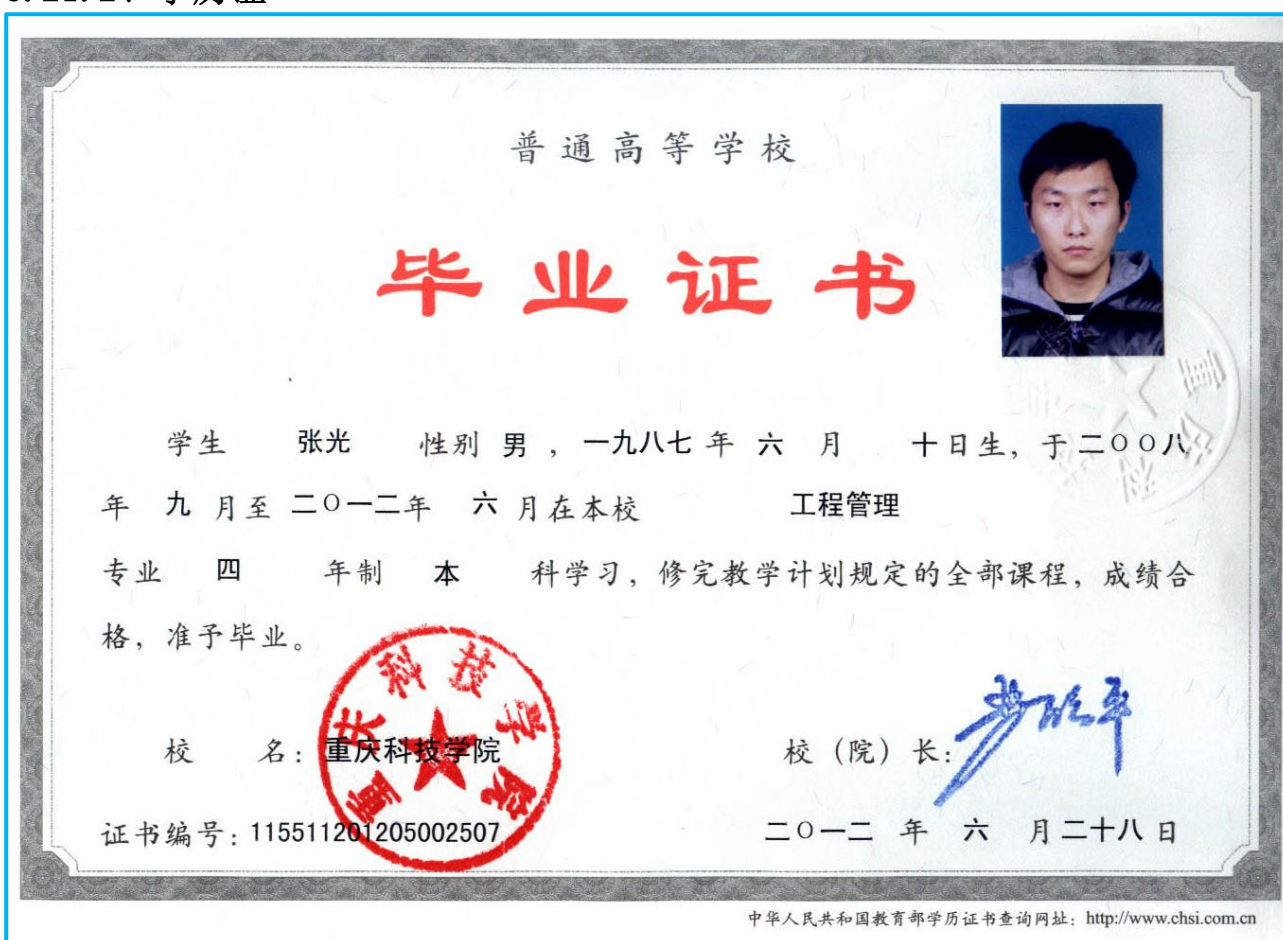 普通高等学校
毕业证书
学生 张光 性别 男 ，一九八七 年 六 月 十日生，于二〇〇八
年 九 月至 二〇一二年 六 月在本校 工程管理
专业 四 年制 本 科学习，修完教学计划规定的全部课程，成绩合
格，准予毕业。
重庆科技学院
校 名：重庆科技学院 校（院）长：
证书编号：115511201205002507 二〇一二 年 六 月二十八日
中华人民共和国教育部学历证书查询网址：http://www.chsi.com.cn